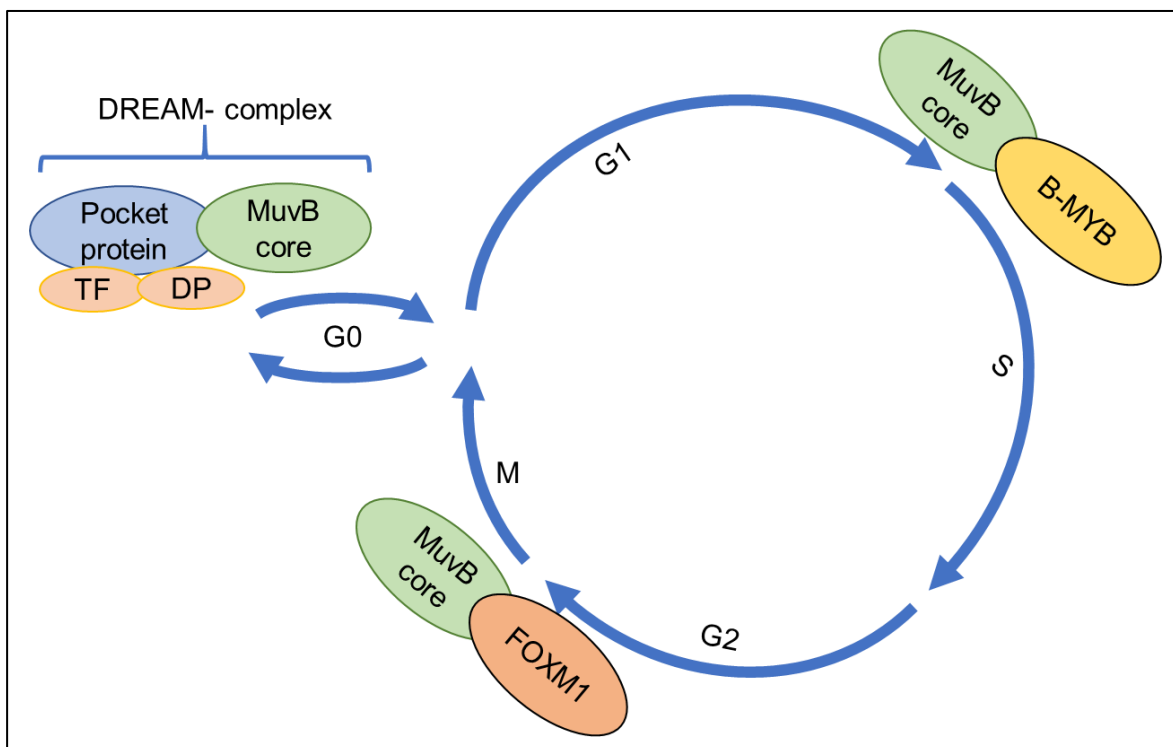 DREAM- complex
Pocket
protein
MuvB
core
TF
DP
G0
G1
MuvB
core
B-MYB
S
G2
MuvB
core
FOXM1
M